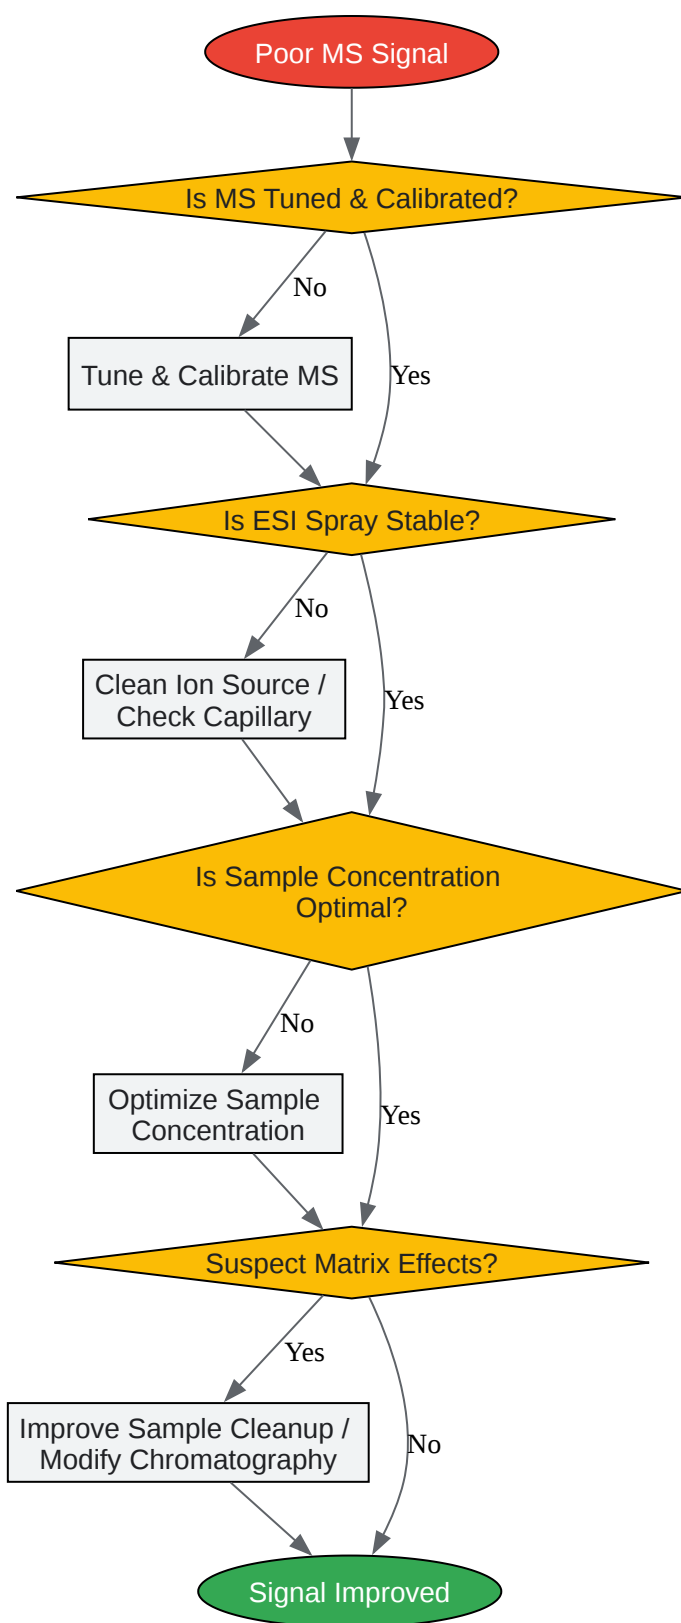 Poor MS Signal
Is MS Tuned & Calibrated?
No
Tune & Calibrate MS
Yes
Is ESI Spray Stable?
No
Clean Ion Source /
Check Capillary
Yes
Is Sample Concentration
Optimal?
No
Optimize Sample
Concentration
Yes
Suspect Matrix Effects?
Yes
Improve Sample Cleanup /
Modify Chromatography
No
Signal Improved